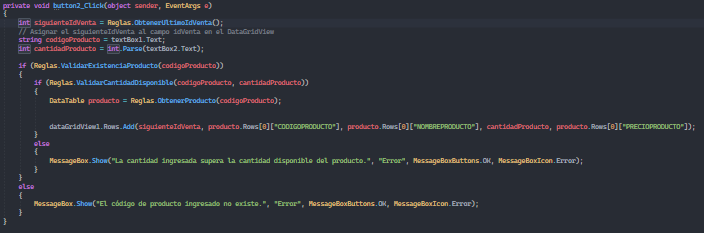 private void button2_Click(object sender, EventArgs e)
{
int siguienteIdVenta = Reglas.ObtenerUltimoIdVenta();
// Asignar el siguienteIdVenta al campo idVenta en el DataGridView
string codigoProducto = textBox1.Text;
int cantidadProducto = int.Parse(textBox2.Text);
if (Reglas.ValidarExistenciaProducto(codigoProducto))
{
if (Reglas.ValidarCantidadDisponible(codigoProducto, cantidadProducto))
{
DataTable producto = Reglas.ObtenerProducto(codigoProducto);
dataGridView1.Rows.Add(siguienteIdVenta, producto.Rows[0]["CODIGOPRODUCTO"], producto.Rows[0]["NOMBREPRODUCTO"], cantidadProducto, producto.Rows[0]["PRECIOPRODUCTO"]);
}
else
{
MessageBox.Show("La cantidad ingresada supera la cantidad disponible del producto.", "Error", MessageBoxButtons.OK, MessageBoxIcon.Error);
}
}
else
{
MessageBox.Show("El código de producto ingresado no existe.", "Error", MessageBoxButtons.OK, MessageBoxIcon.Error);
}
}